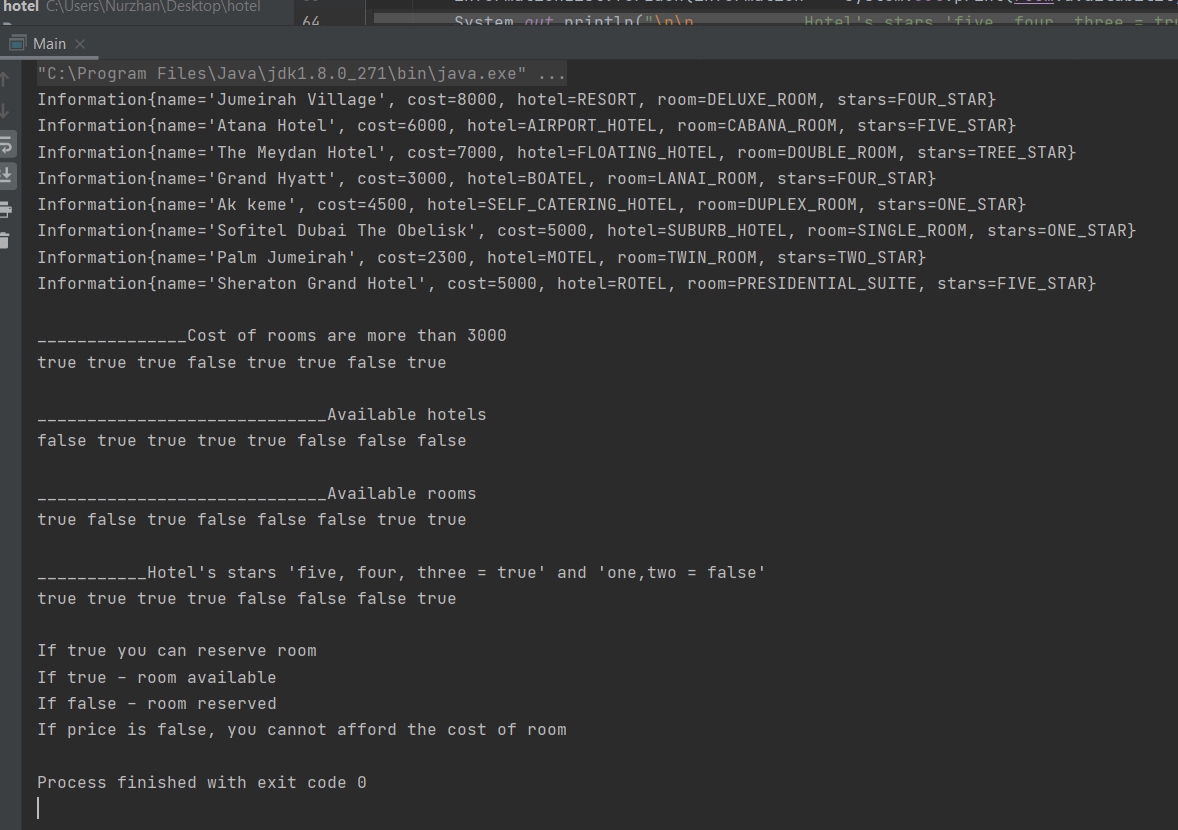 hotel C:\Users\Nurzhan\Desktop\hotel
64 System.out.println("\n\n Hotel's stars 'five, four, three = tru
Main
"C:\Program Files\Java\jdk1.8.0_271\bin\java.exe" ...
Information{name='Jumeirah Village', cost=8000, hotel=RESORT, room=DELUXE_ROOM, stars=FOUR_STAR}
Information{name='Atana Hotel', cost=6000, hotel=AIRPORT_HOTEL, room=CABANA_ROOM, stars=FIVE_STAR}
Information{name='The Meydan Hotel', cost=7000, hotel=FLOATING_HOTEL, room=DOUBLE_ROOM, stars=TREE_STAR}
Information{name='Grand Hyatt', cost=3000, hotel=BOATEL, room=LANAI_ROOM, stars=FOUR_STAR}
Information{name='Ak keme', cost=4500, hotel=SELF_CATERING_HOTEL, room=DUPLEX_ROOM, stars=ONE_STAR}
Information{name='Sofitel Dubai The Obelisk', cost=5000, hotel=SUBURB_HOTEL, room=SINGLE_ROOM, stars=ONE_STAR}
Information{name='Palm Jumeirah', cost=2300, hotel=MOTEL, room=TWIN_ROOM, stars=TWO_STAR}
Information{name='Sheraton Grand Hotel', cost=5000, hotel=ROTEL, room=PRESIDENTIAL_SUITE, stars=FIVE_STAR}
_______________Cost of rooms are more than 3000
true true true false true true false true
_____________________________Available hotels
false true true true true false false false
_____________________________Available rooms
true false true false false false true true
___________Hotel's stars 'five, four, three = true' and 'one,two = false'
true true true true false false false true
If true you can reserve room
If true – room available
If false – room reserved
If price is false, you cannot afford the cost of room
Process finished with exit code 0